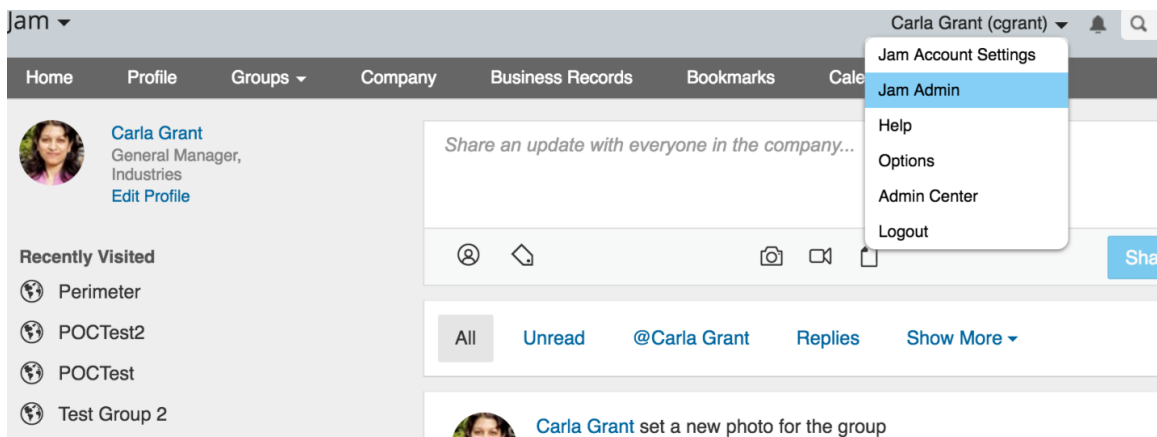 Jam
Carla Grant (cgrant)
Jam Account Settings
Jam Admin
Help
Options
Admin Center
Logout
Home Profile Groups Company Business Records Bookmarks Cale
Carla Grant
General Manager,
Industries
Edit Profile
Share an update with everyone in the company...
Sha
Recently Visited
Perimeter
POCTest2
POCTest
Test Group 2
All Unread @Carla Grant Replies Show More
Carla Grant set a new photo for the group